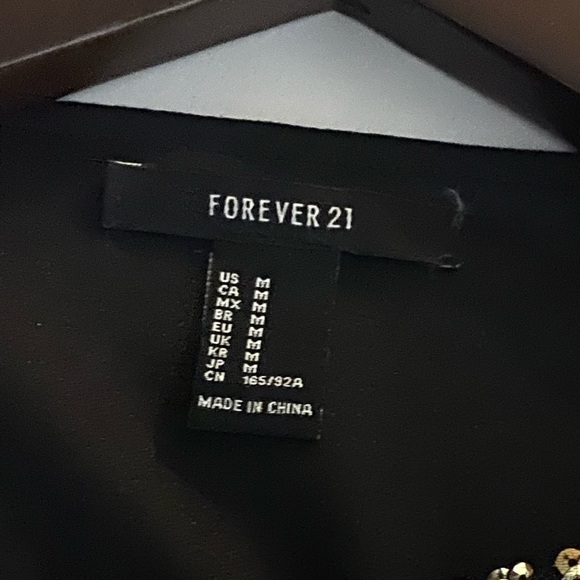 FOREVER 21
US M
CA M
MX M
BR M
EU M
UK M
KR M
JP M
CN 165/92A
MADE IN CHINA